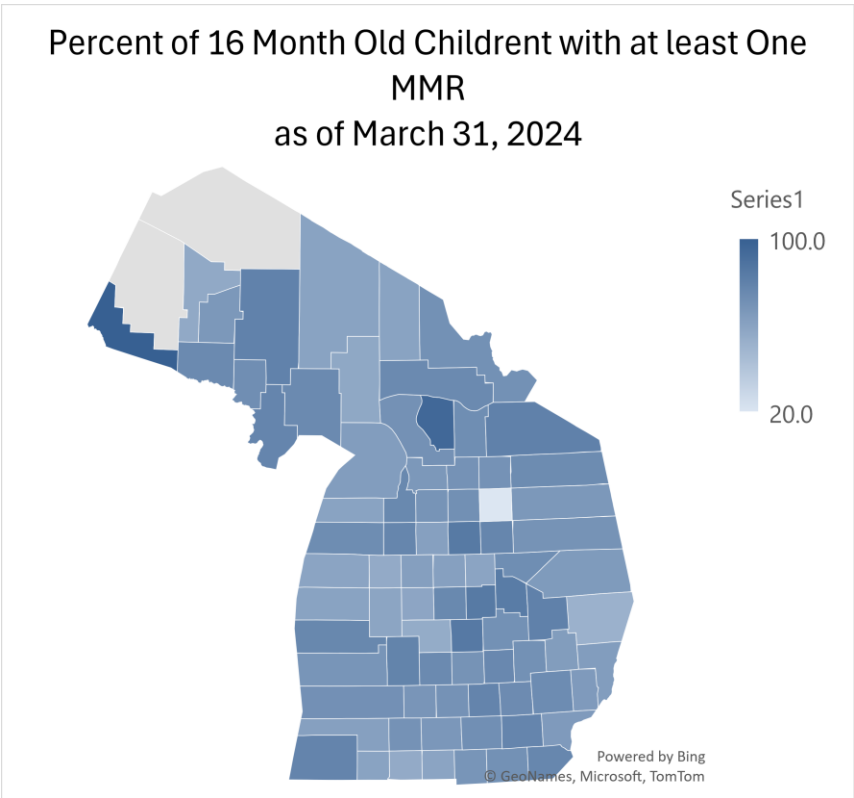 Percent of 16 Month Old Childrent with at least One
MMR
as of March 31, 2024
Series1
100.0
20.0
Powered by Bing
© GeoNames, Microsoft, TomTom